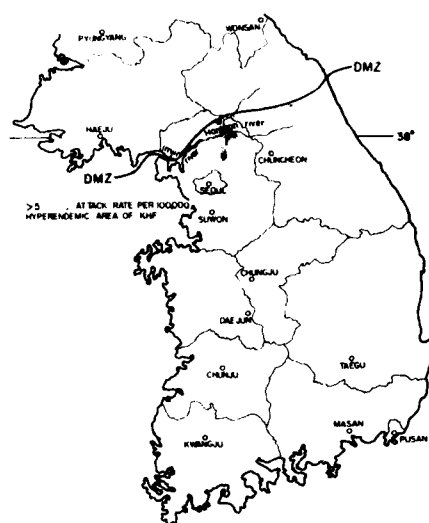 WONSAN
PYUNGYANG
DMZ
river
HAEJU
38°
CHUNCHEON
DMZ
SEOUL
>5 ATTACK RATE PER 100,000
HYPERENDEMIC AREA OF KHF
SUWON
CHUNGJU
DAEJUN
TAEGU
CHUNJU
MASAN
KWANGJU
PUSAN